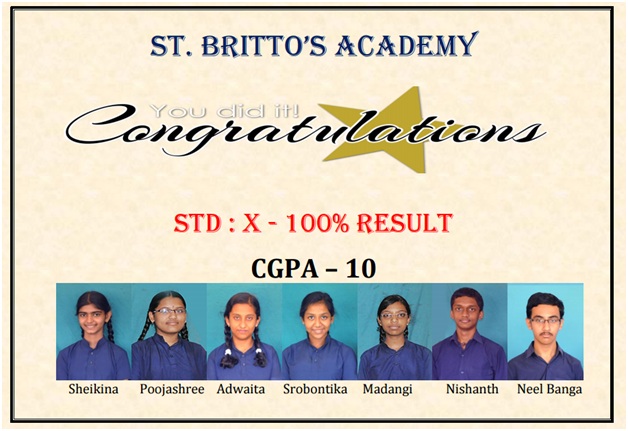 ST. BRITTO'S ACADEMY
You did it!
Congratulations
STD : X - 100% RESULT
CGPA – 10
Sheikina Poojashree Adwaita Srobontika Madangi Nishanth Neel Banga